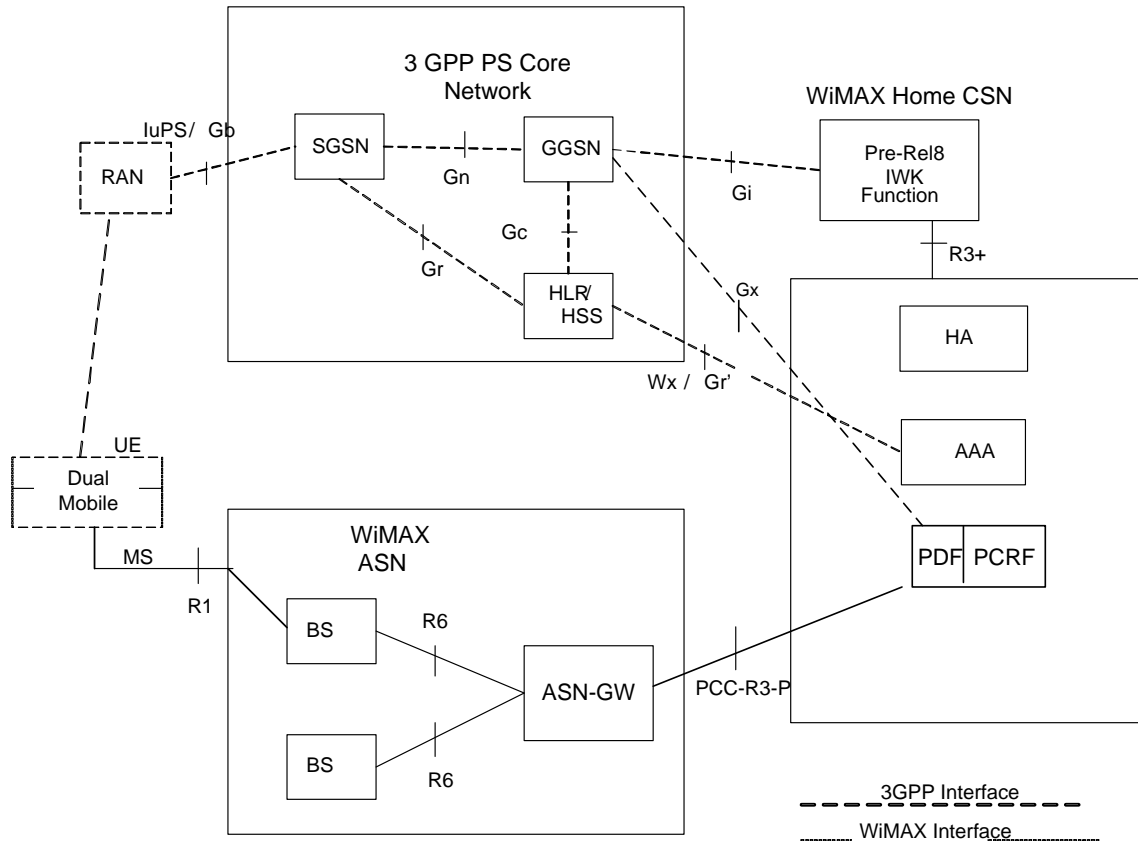 3 GPP PS Core
Network
WiMAX Home CSN
IuPS/ Gb
RAN
SGSN
Gn
GGSN
Gi
Pre-Rel8
IWK
Function
R3+
Gr
Gc
HLR/
HSS
Gx
Wx / Gr’
HA
AAA
PDF
PCRF
UE
Dual
Mobile
MS
R1
WiMAX
ASN
BS
R6
ASN-GW
PCC-R3-P
BS
R6
3GPP Interface
WiMAX Interface